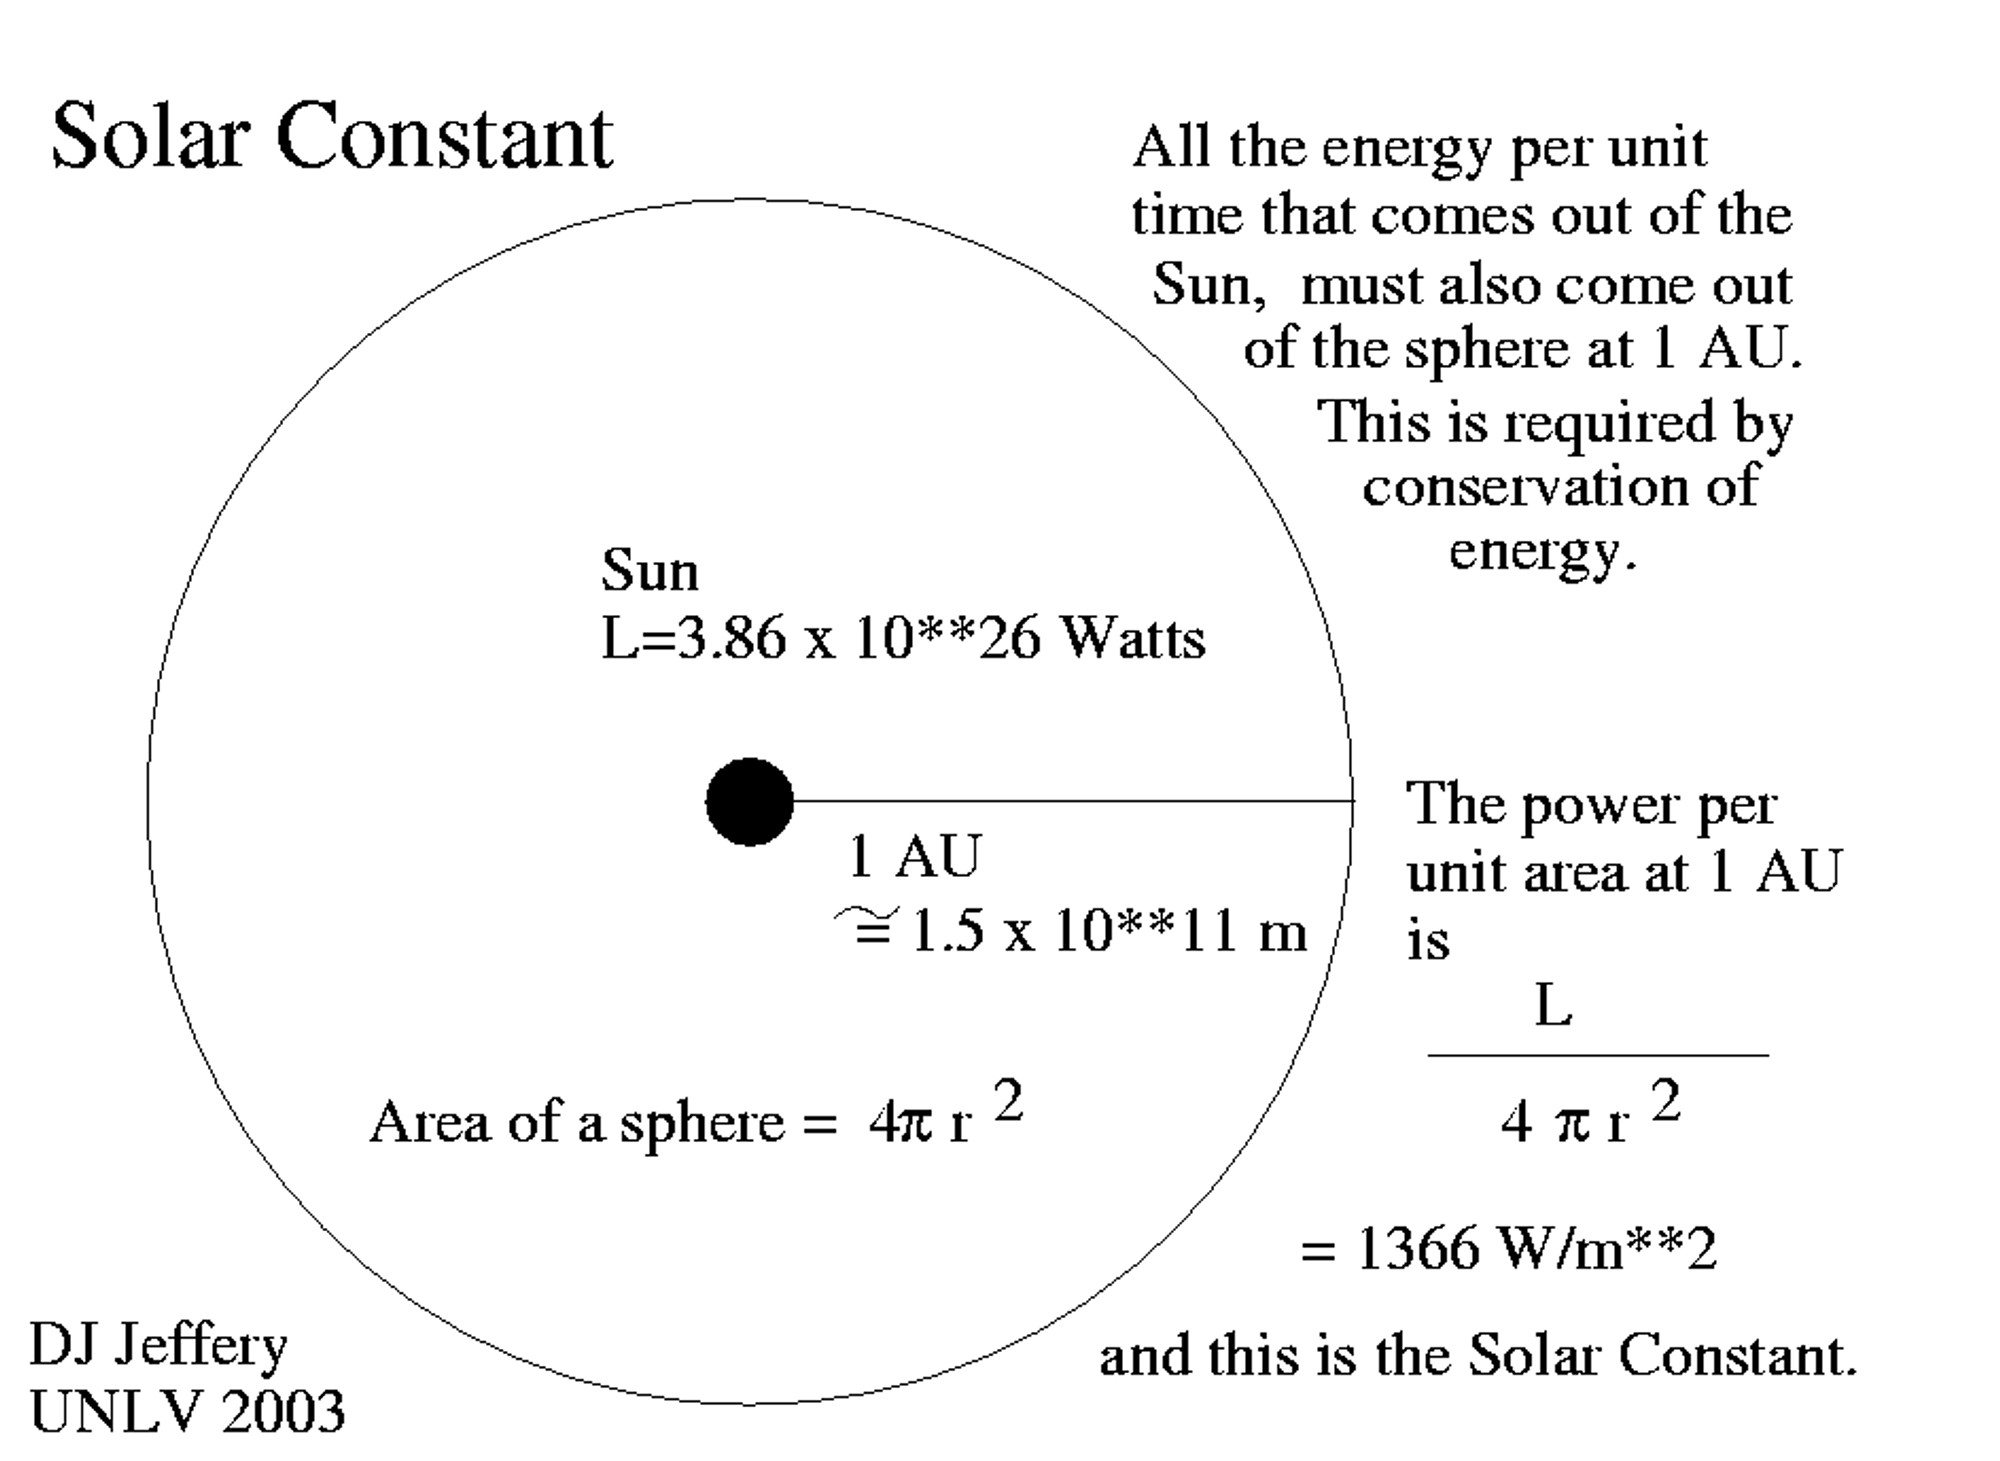 Solar Constant
All the energy per unit
time that comes out of the
Sun, must also come out
of the sphere at 1 AU.
This is required by
conservation of
energy.
Sun
L=3.86 x 10**26 Watts
1 AU
≅ 1.5 x 10**11 m
The power per
unit area at 1 AU
is
L
4 π r 2
Area of a sphere = 4π r 2
= 1366 W/m**2
and this is the Solar Constant.
DJ Jeffery
UNLV 2003